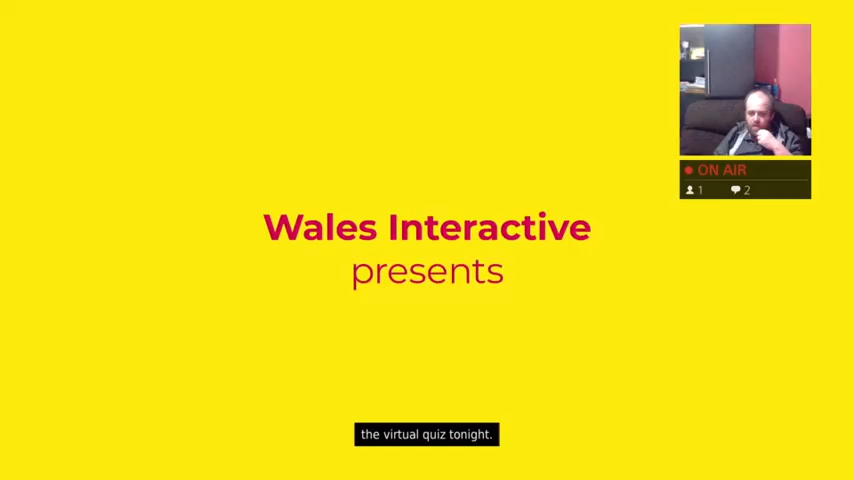 ON AIR
1 2
Wales Interactive
presents
the virtual quiz tonight.